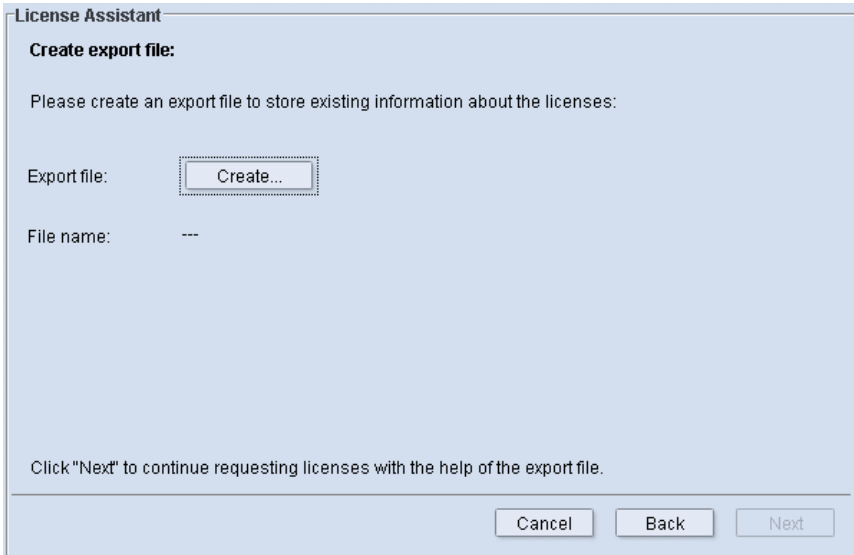 License Assistant
Create export file:
Please create an export file to store existing information about the licenses:
Export file:
Create...
File name:
---
Click "Next" to continue requesting licenses with the help of the export file.
Cancel
Back
Next